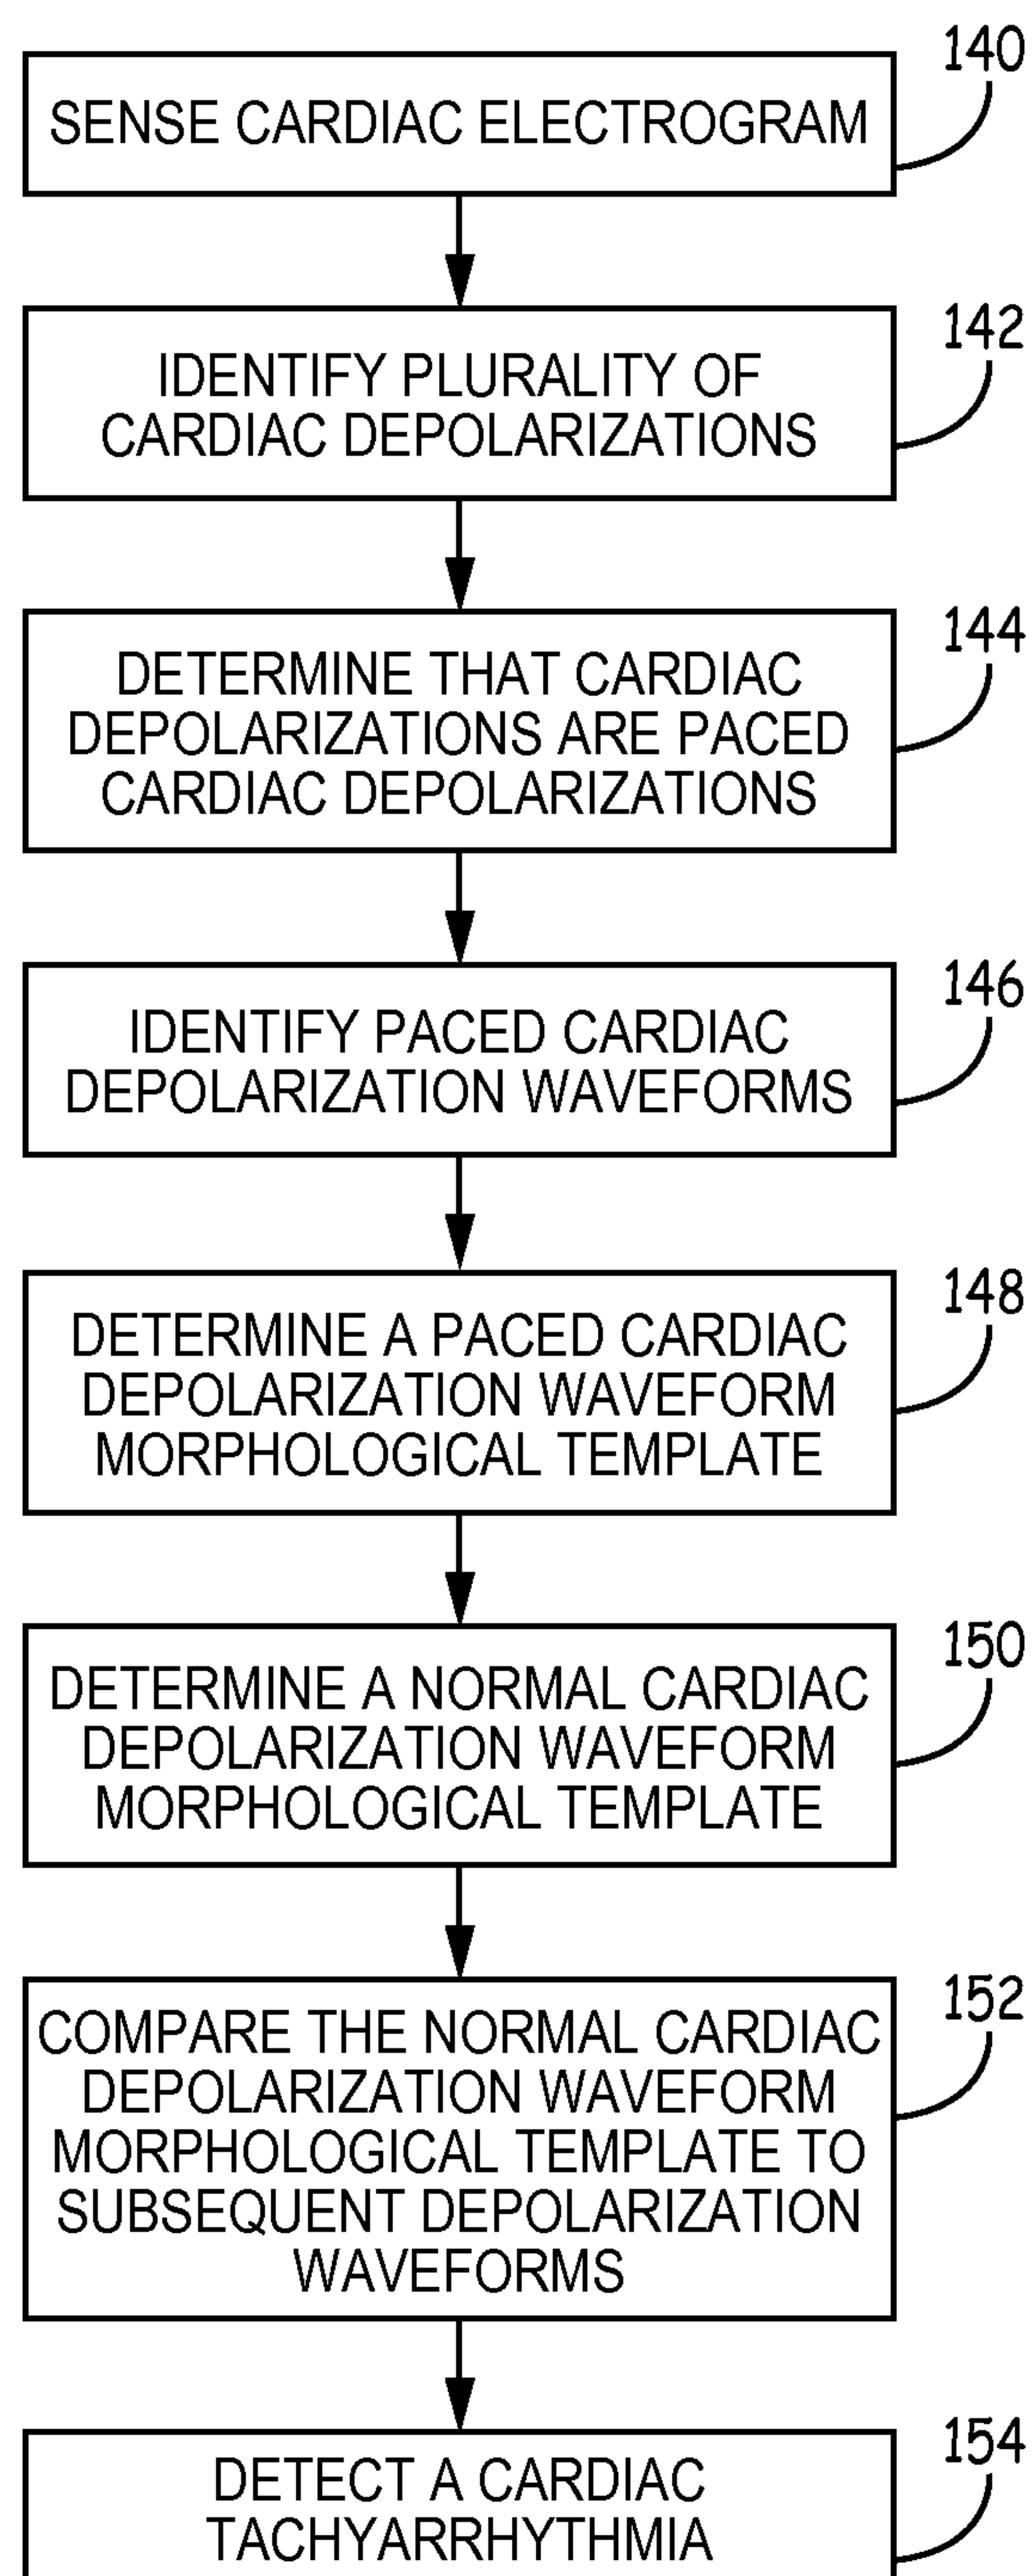 140
SENSE CARDIAC ELECTROGRAM
142
IDENTIFY PLURALITY OF
CARDIAC DEPOLARIZATIONS
144
DETERMINE THAT CARDIAC
DEPOLARIZATIONS ARE PACED
CARDIAC DEPOLARIZATIONS
146
IDENTIFY PACED CARDIAC
DEPOLARIZATION WAVEFORMS
148
DETERMINE A PACED CARDIAC
DEPOLARIZATION WAVEFORM
MORPHOLOGICAL TEMPLATE
150
DETERMINE A NORMAL CARDIAC
DEPOLARIZATION WAVEFORM
MORPHOLOGICAL TEMPLATE
152
COMPARE THE NORMAL CARDIAC
DEPOLARIZATION WAVEFORM
MORPHOLOGICAL TEMPLATE TO
SUBSEQUENT DEPOLARIZATION
WAVEFORMS
154
DETECT A CARDIAC
TACHYARRHYTHMIA